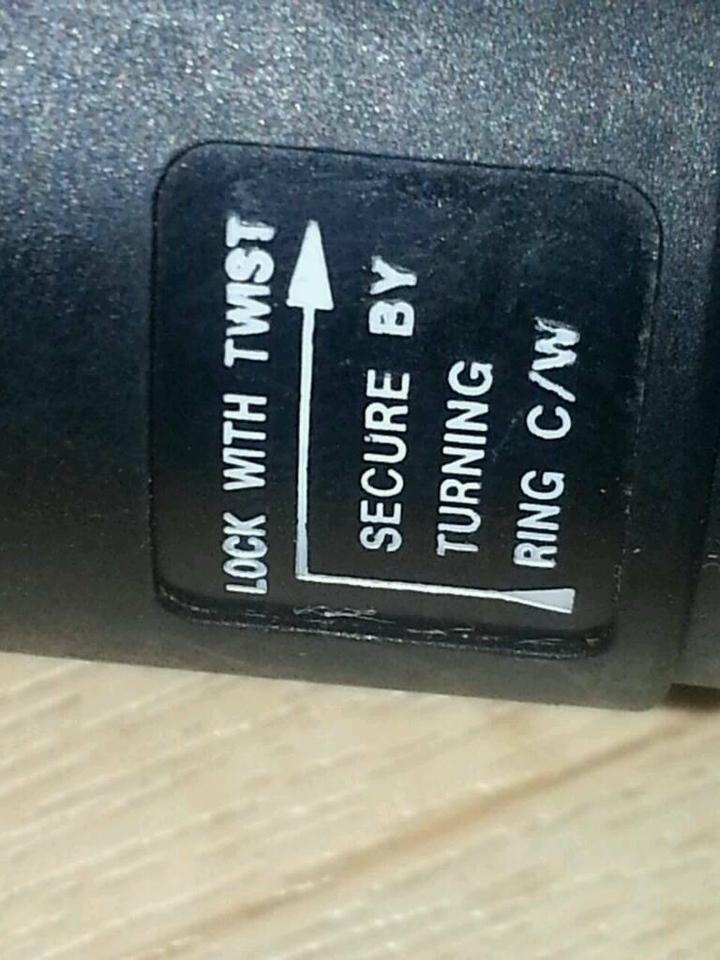 LOCK WITH TWIST
SECURE BY
TURNING
RING C/W